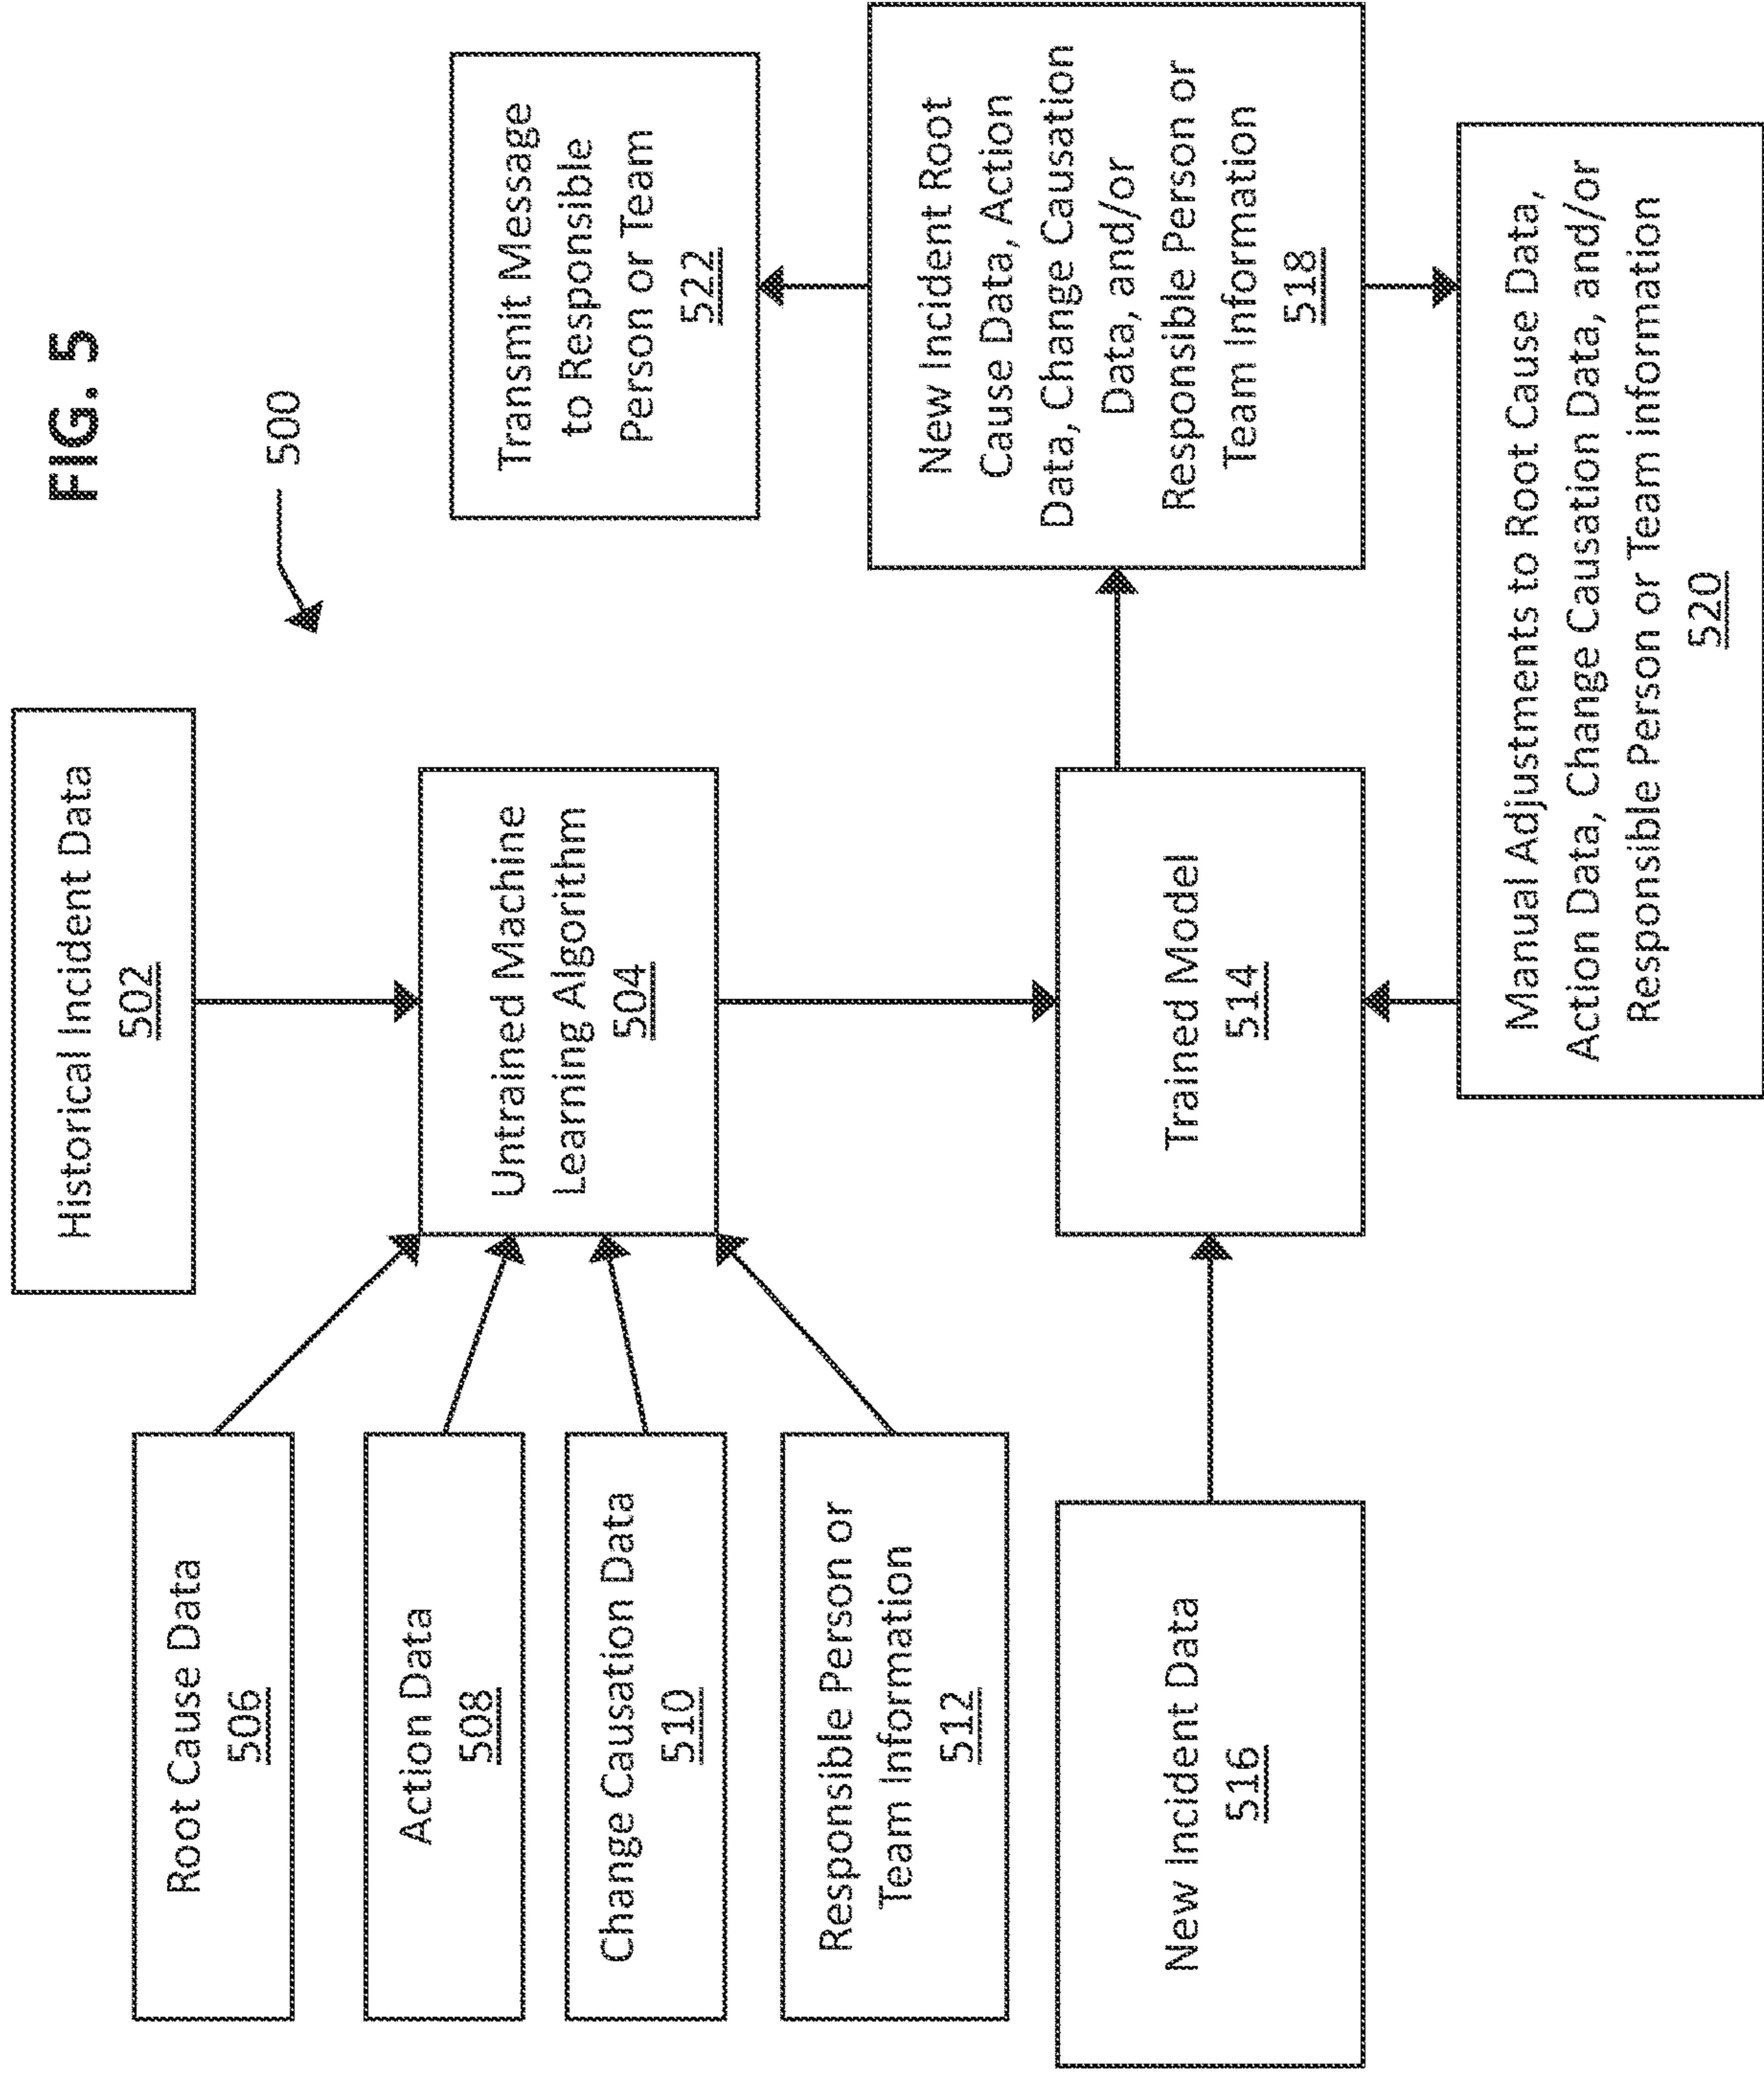 FIG. 5
500
Historical Incident Data
502
Root Cause Data
506
Action Data
508
Change Causation Data
510
Responsible Person or
Team Information
512
Untrained Machine
Learning Algorithm
504
Transmit Message
to Responsible
Person or Team
522
New Incident Data
516
Trained Model
514
New Incident Root
Cause Data, Action
Data, Change Causation
Data, and/or
Responsible Person or
Team Information
518
Manual Adjustments to Root Cause Data,
Action Data, Change Causation Data, and/or
Responsible Person or Team information
520